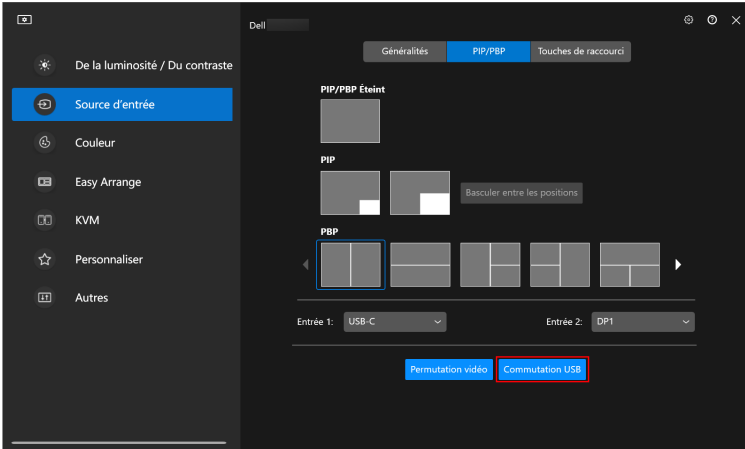 Dell
De la luminosité / Du contraste
Source d'entrée
Couleur
Easy Arrange
KVM
Personnaliser
Autres
Généralités
PIP/PBP
Touches de raccourci
PIP/PBP Éteint
PIP
Basculer entre les positions
PBP
Entrée 1: USB-C
Entrée 2: DP1
Permutation vidéo
Commutation USB